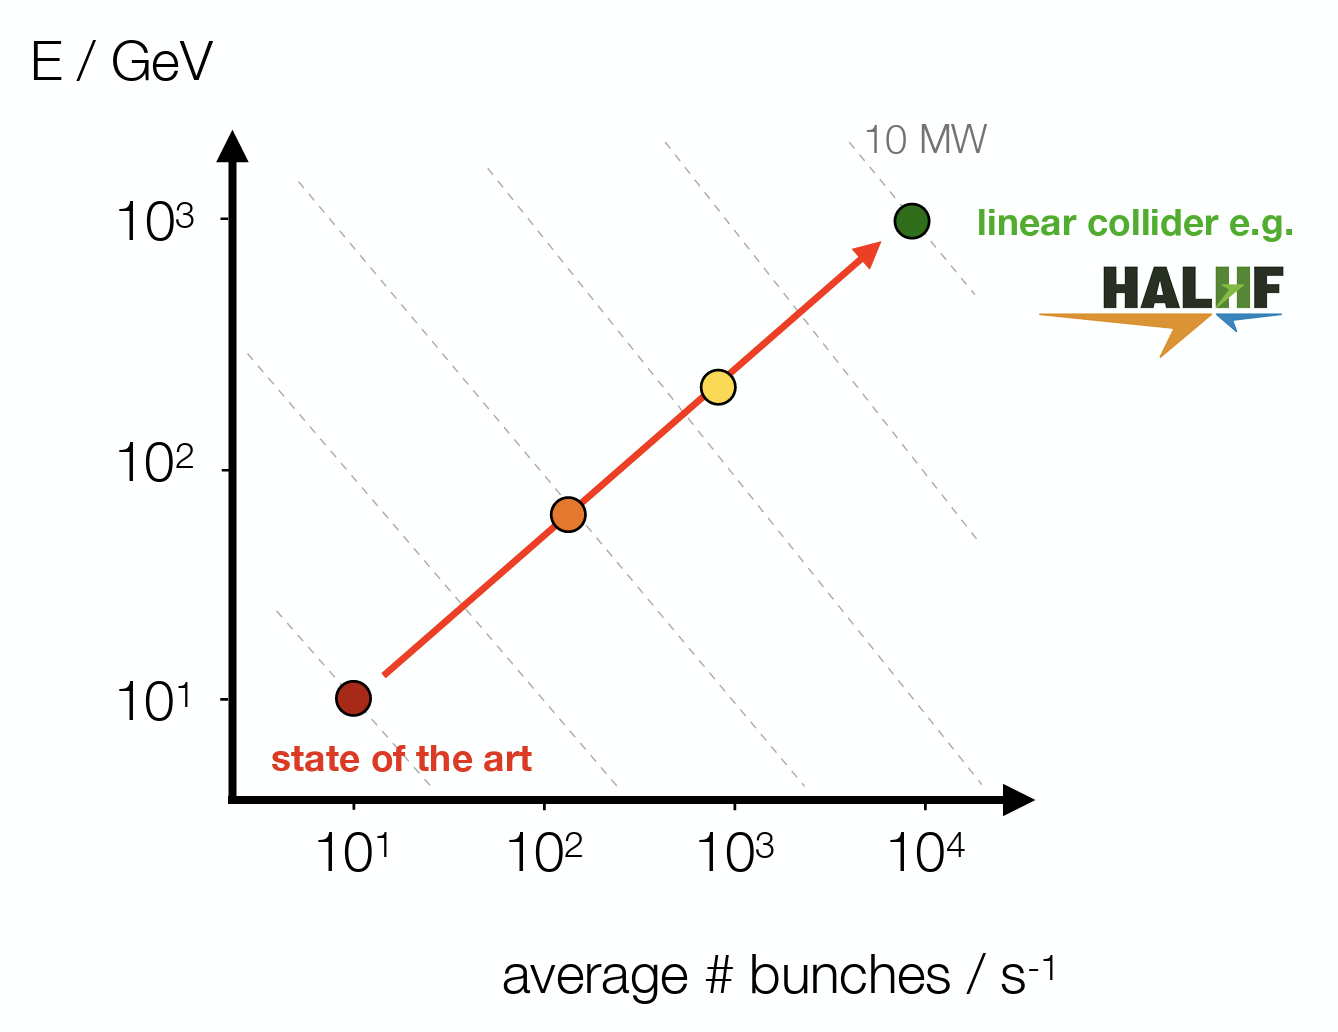 E / GeV
10 MW
10³
linear collider e.g.
HALHF
10²
10¹
state of the art
10¹ 10² 10³ 10⁴
average # bunches / s⁻¹